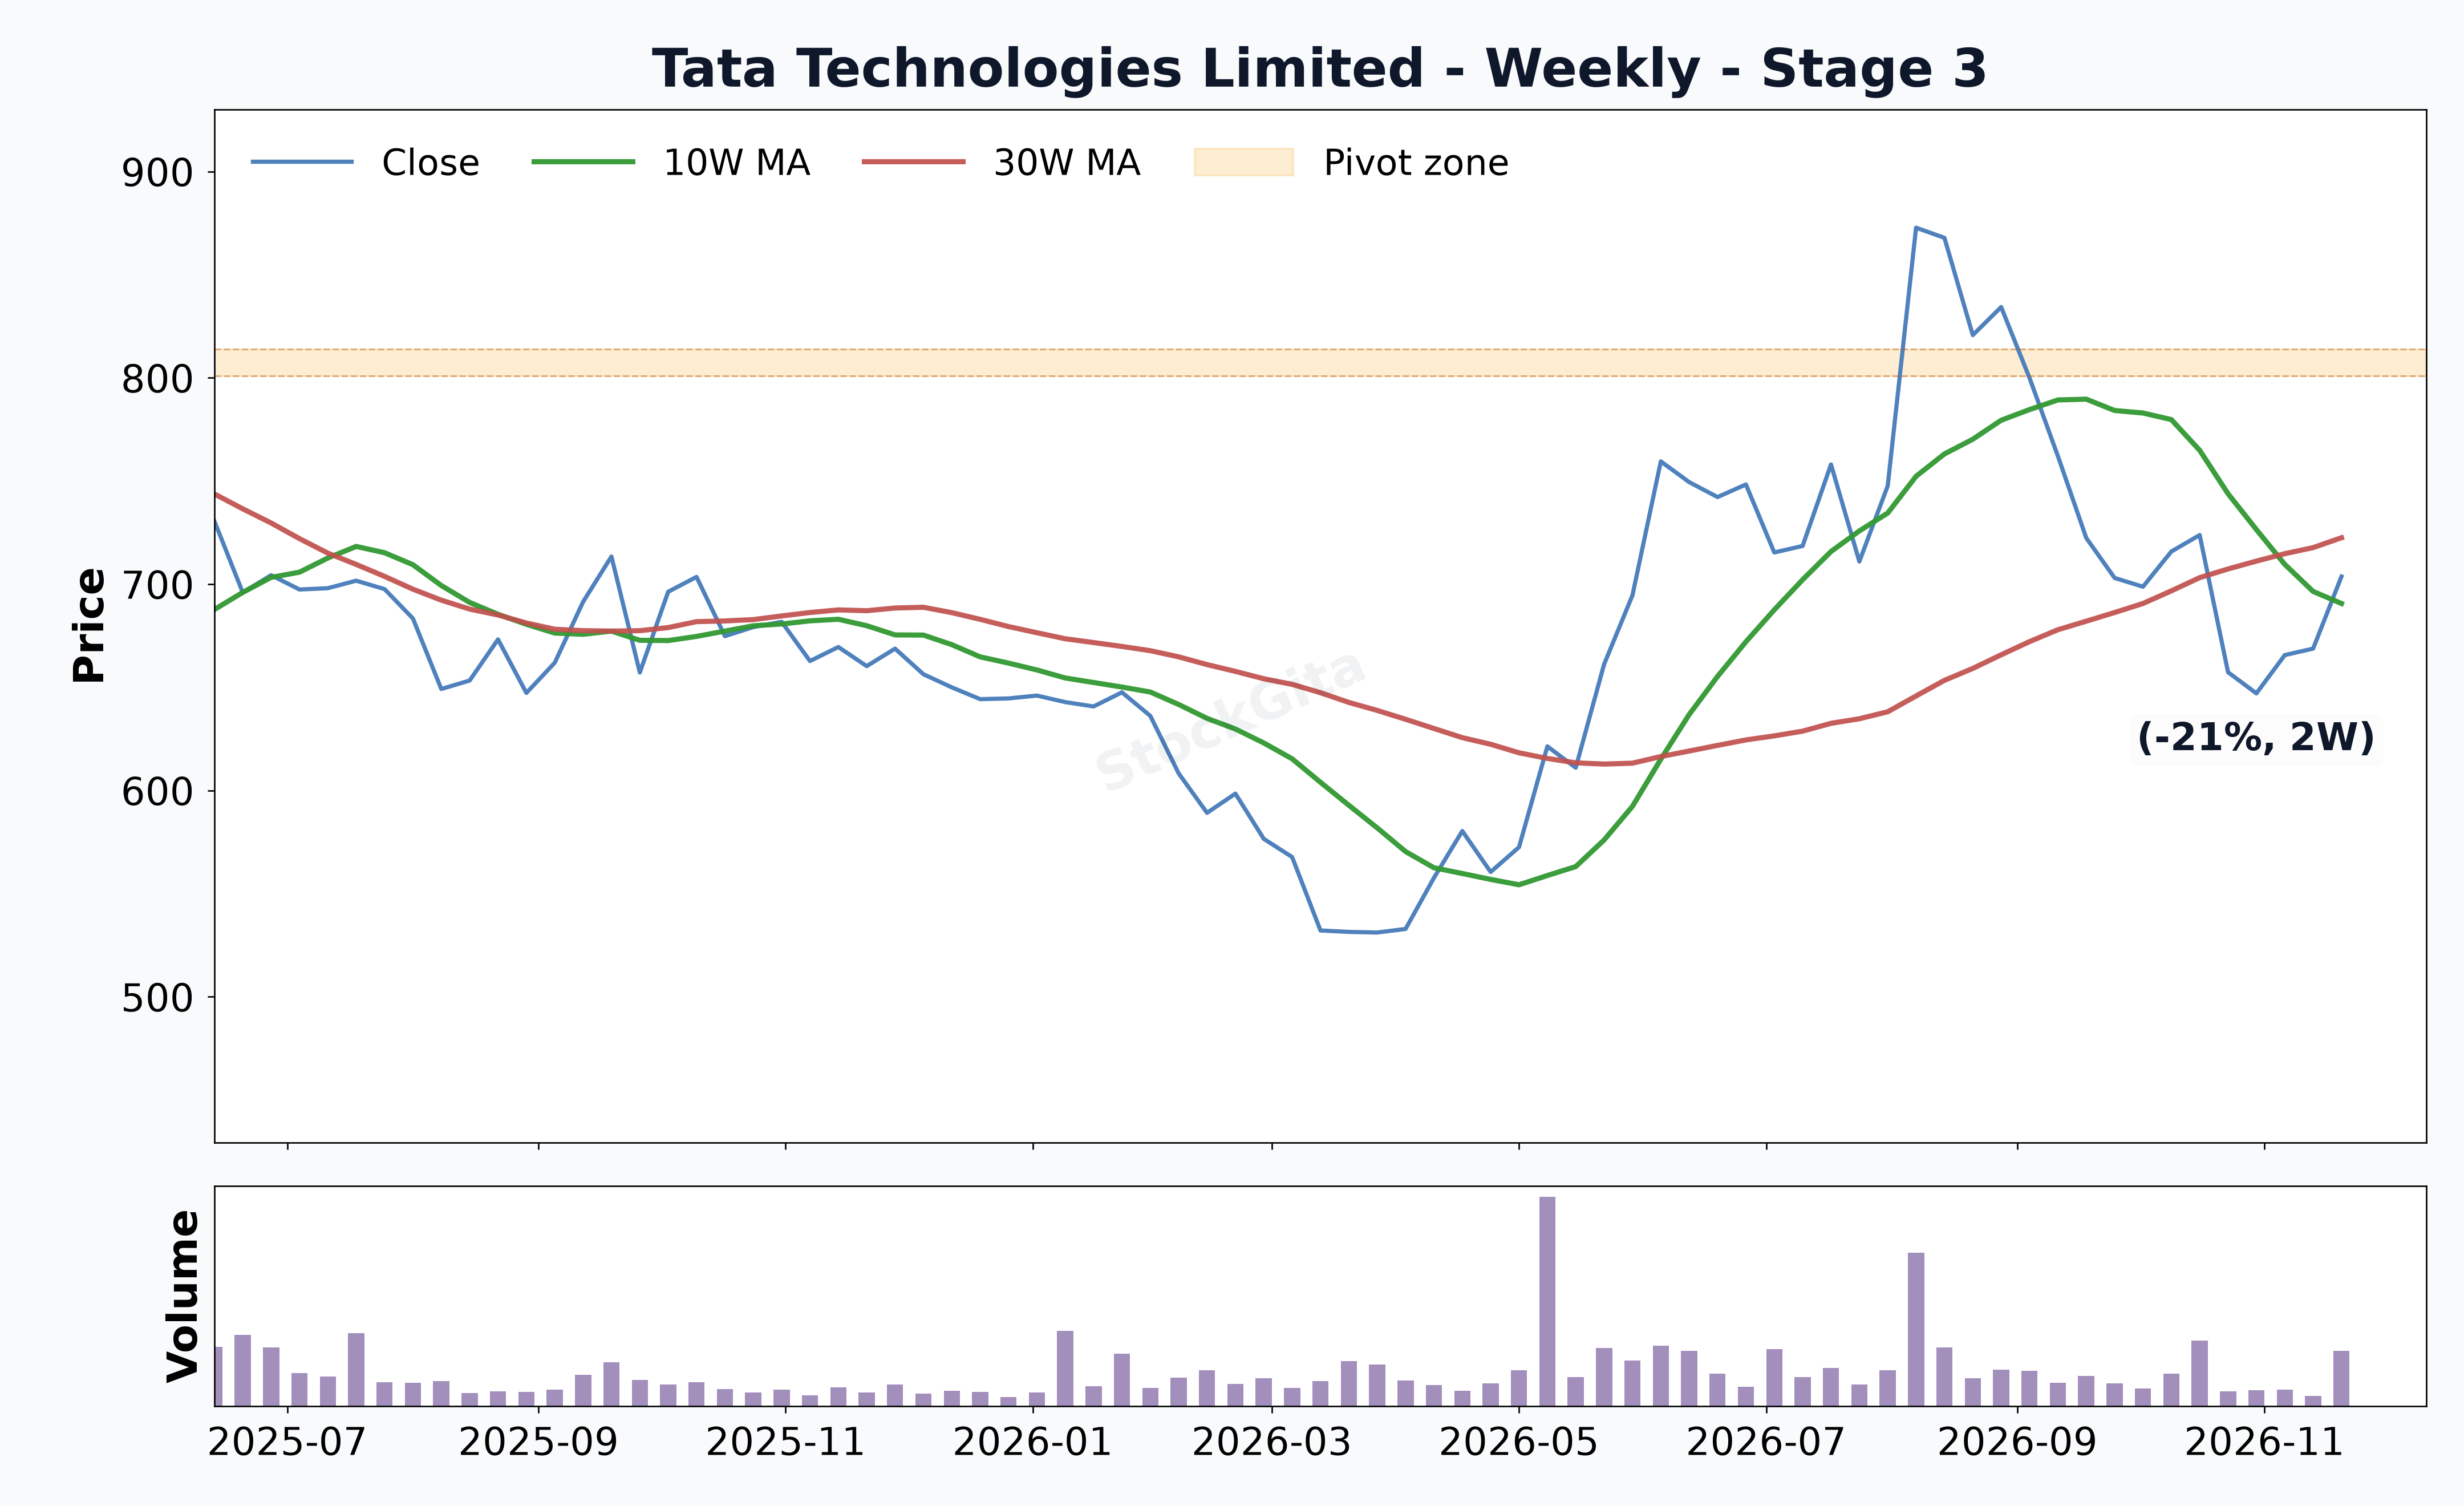 Tata Technologies Limited - Weekly - Stage 3
Close 10W MA 30W MA Pivot zone
900
800
700
600
500
Price
StockGita
(-21%, 2W)
Volume
2025-07 2025-09 2025-11 2026-01 2026-03 2026-05 2026-07 2026-09 2026-11